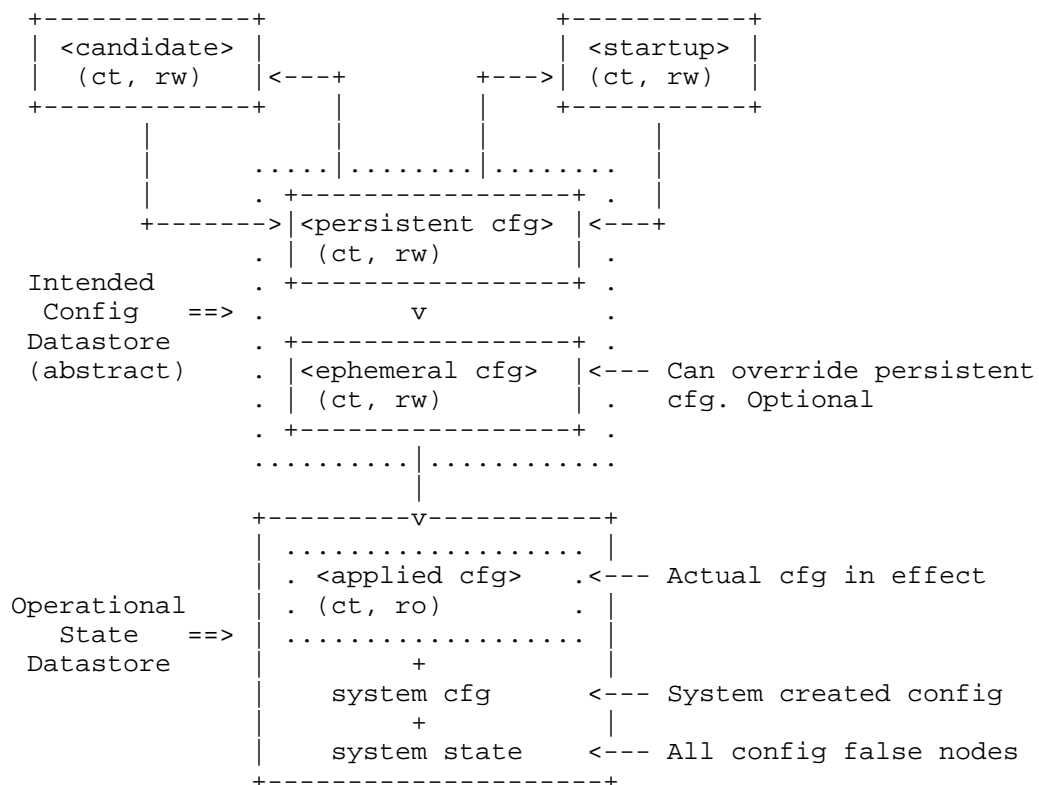 <candidate> <startup>
(ct, rw) (ct, rw)
<persistent cfg>
(ct, rw)
Intended
Config ==>
Datastore
(abstract) <ephemeral cfg> Can override persistent
(ct, rw) cfg. Optional
<applied cfg> Actual cfg in effect
Operational (ct, ro)
State ==>
Datastore +
system cfg <--- System created config
+
system state <--- All config false nodes